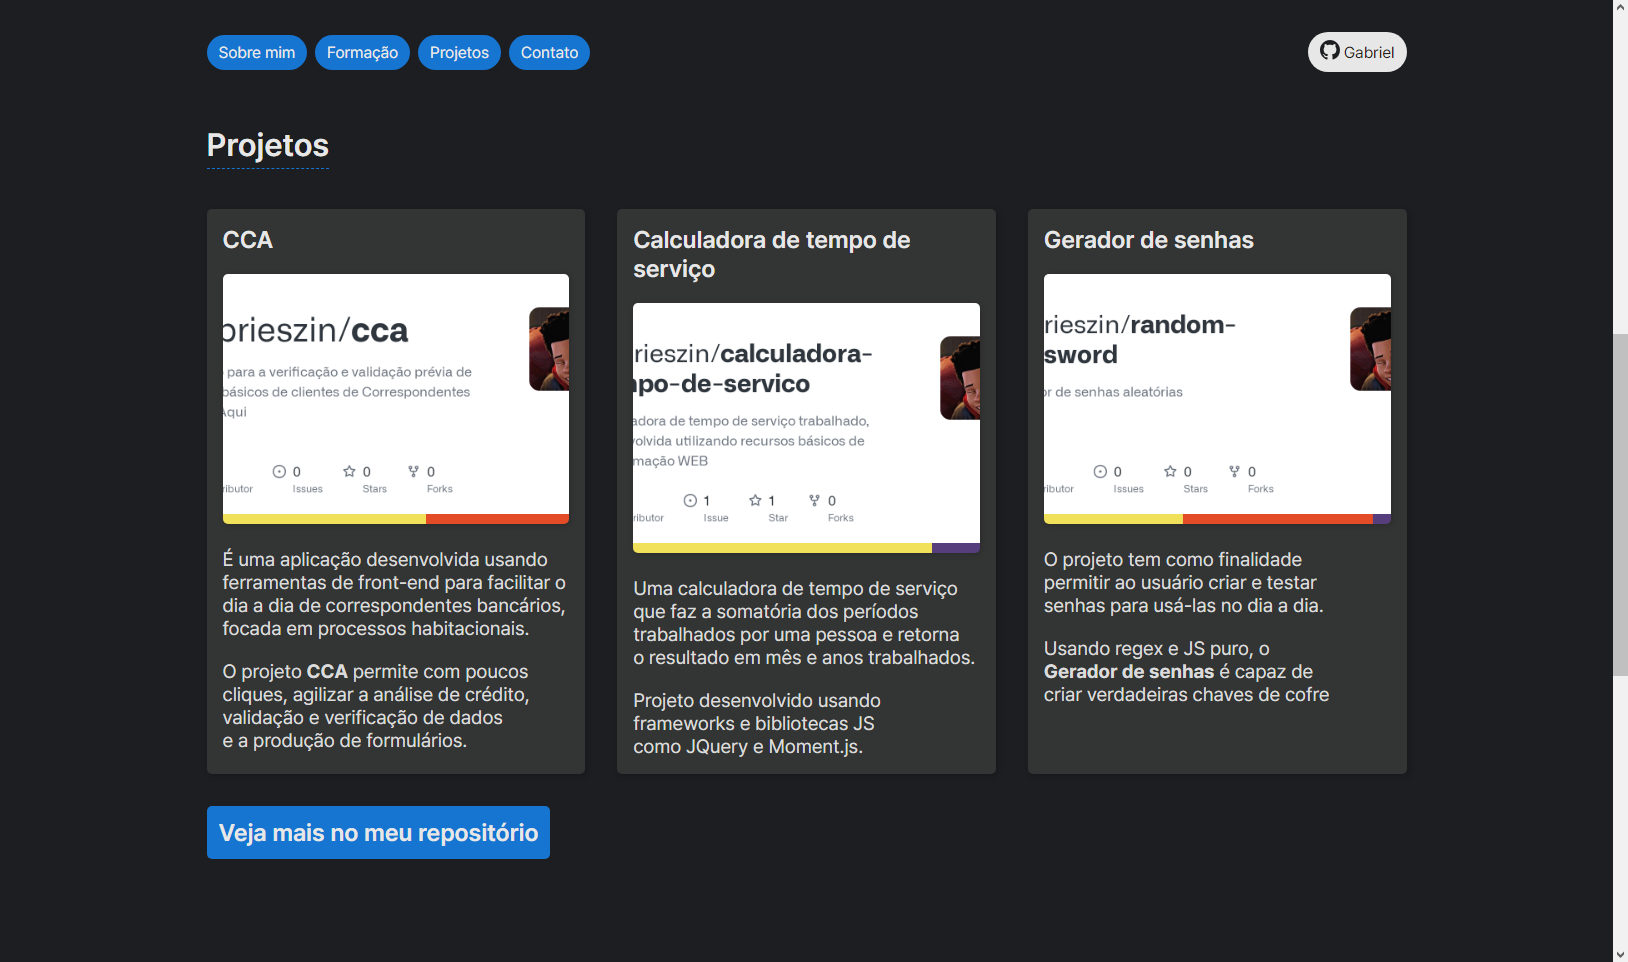 Sobre mim Formação Projetos Contato Gabriel
Projetos
CCA
brieszin/cca
para a verificação e validação prévia de
básicos de clientes de Correspondentes
Aqui
0 0 0
Issues Stars Forks
É uma aplicação desenvolvida usando
ferramentas de front-end para facilitar o
dia a dia de correspondentes bancários,
focada em processos habitacionais.
O projeto CCA permite com poucos
cliques, agilizar a análise de crédito,
validação e verificação de dados
e a produção de formulários.
Calculadora de tempo de
serviço
rieszin/calculadora-
mpo-de-servico
adora de tempo de serviço trabalhado,
volvida utilizando recursos básicos de
mação WEB
1 1 0
ributor Issue Star Forks
Uma calculadora de tempo de serviço
que faz a somatória dos períodos
trabalhados por uma pessoa e retorna
o resultado em mês e anos trabalhados.
Projeto desenvolvido usando
frameworks e bibliotecas JS
como JQuery e Moment.js.
Gerador de senhas
rieszin/random-
sword
or de senhas aleatórias
0 0 0
ributor Issues Stars Forks
O projeto tem como finalidade
permitir ao usuário criar e testar
senhas para usá-las no dia a dia.
Usando regex e JS puro, o
Gerador de senhas é capaz de
criar verdadeiras chaves de cofre
Veja mais no meu repositório